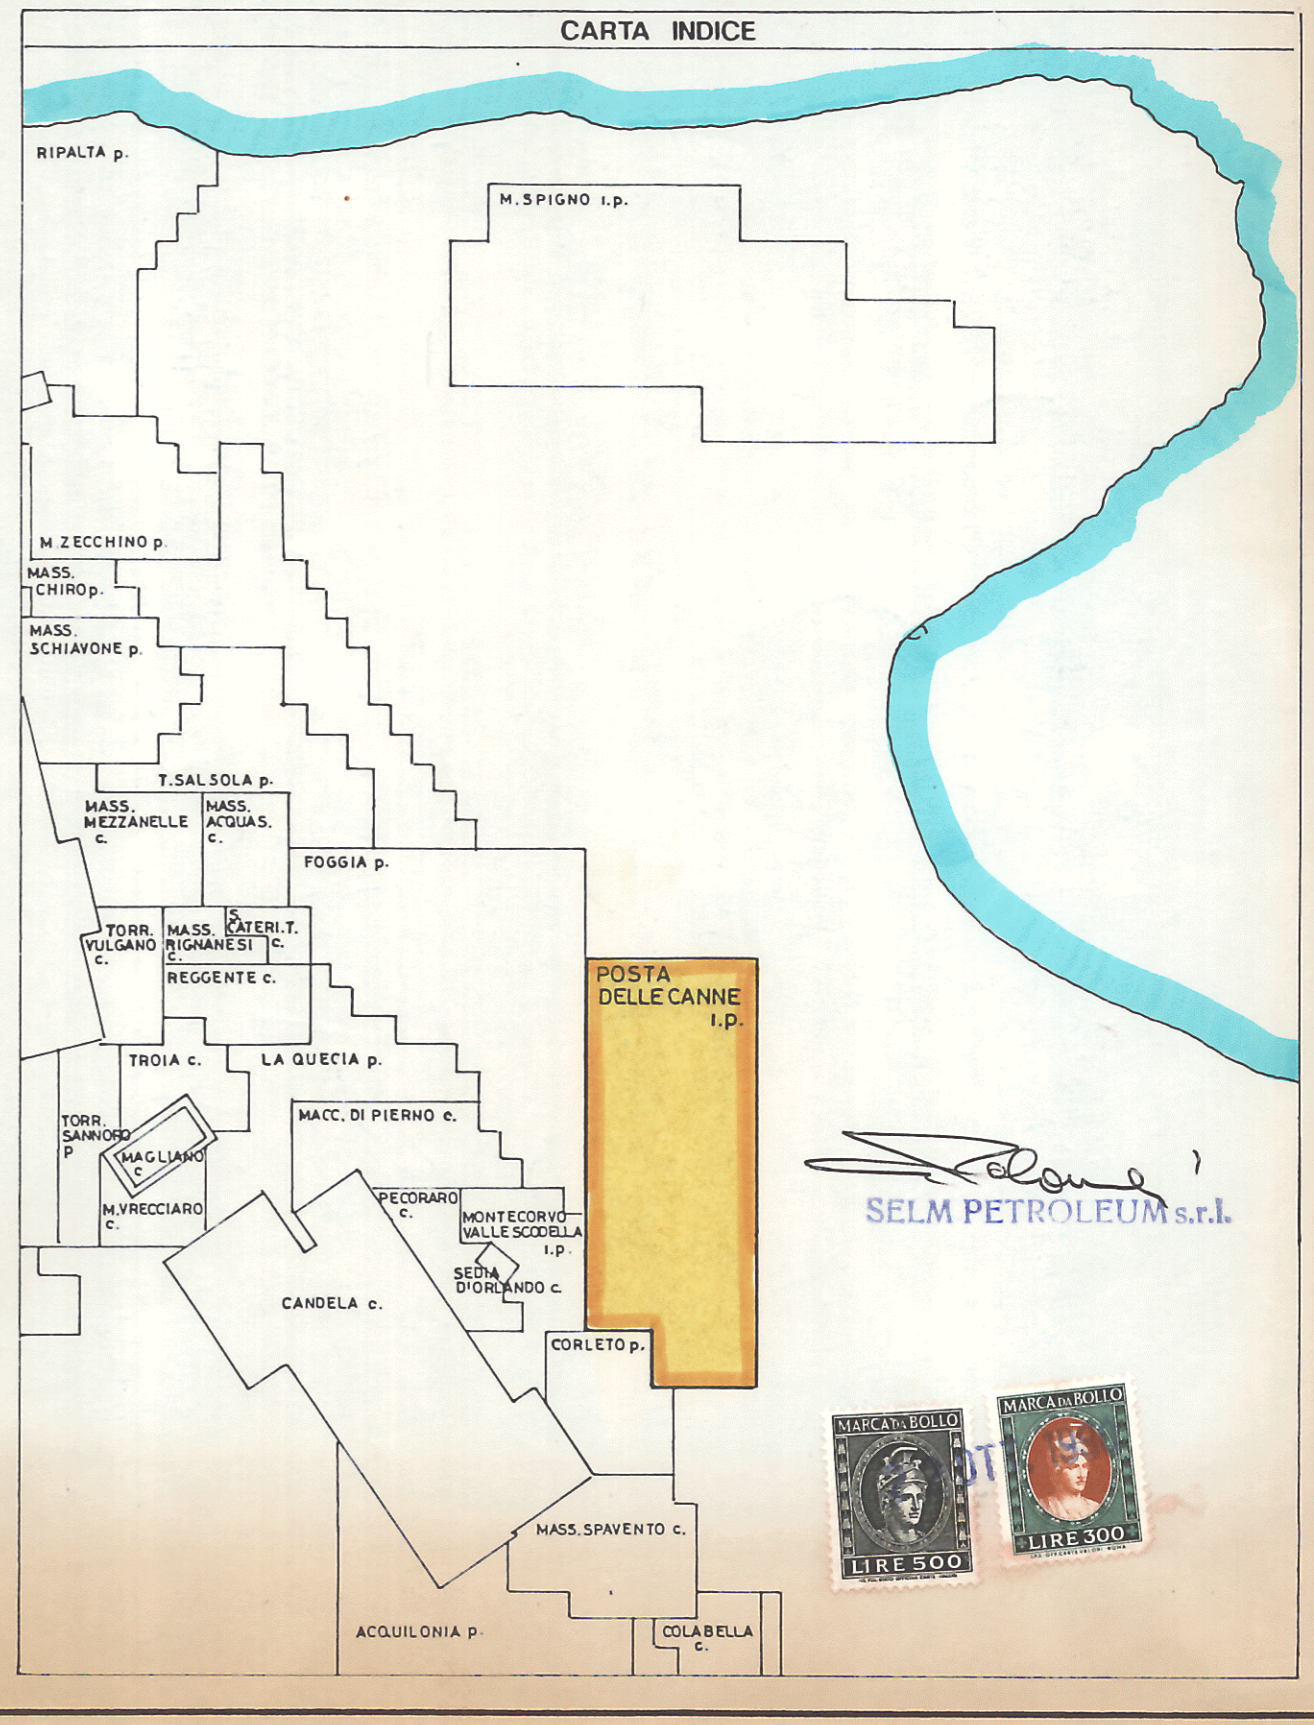 CARTA INDICE
RIPALTA p.
M. SPIGNO i.p.
M. ZECCHINO p.
MASS.
CHIRO p.
MASS.
SCHIAVONE p.
T. SALSOLA p.
MASS.
MEZZANELLE
c.
MASS.
ACQUAS.
c.
FOGGIA p.
TORR.
VULGANO
c.
MASS.
RIGNANESI
c.
S.
CATERI.T.
c.
REGGENTE c.
POSTA
DELLE CANNE
i.p.
TROIA c.
LA QUECIA p.
TORR.
SANNORO
p
MACC. DI PIERNO c.
MAGLIANO
c
M. VRECCIARO
c.
PECORARO
c.
MONTECORVO
VALLE SCODELLA
i.p.
SEDIA
D'ORLANDO c.
CANDELA c.
CORLETO p.
SELM PETROLEUM s.r.l.
MARCA DA BOLLO
LIRE 500
MARCA DA BOLLO
LIRE 300
MASS. SPAVENTO c.
ACQUILONIA p.
COLABELLA
c.